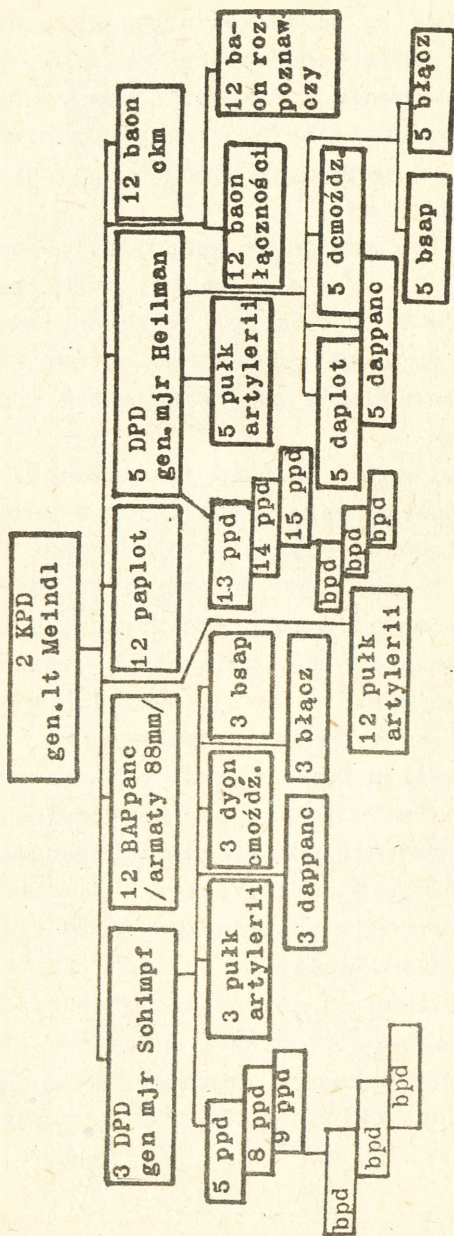 2 KPD
gen.lt Meindl
3 DPD
gen mjr Sohimpf
12 BAPpanc
/armaty 88mm/
12 paplot
5 DPD
gen.mjr Heilman
12 baon
ckm
5 ppd
8 ppd
9 ppd
bpd
bpd
bpd
3 pułk
artylerii
3 dyon
cmoźdz.
3 bsap
3 dappanc
3 błącz
12 pułk
artylerii
13 ppd
14 ppd
15 ppd
bpd
bpd
bpd
5 pułk
artylerii
12 baon
łączności
12 ba-
on roz-
poznaw-
czy
5 daplot
5 dcmoźdz.
5 dappanc
5 bsap
5 błącz